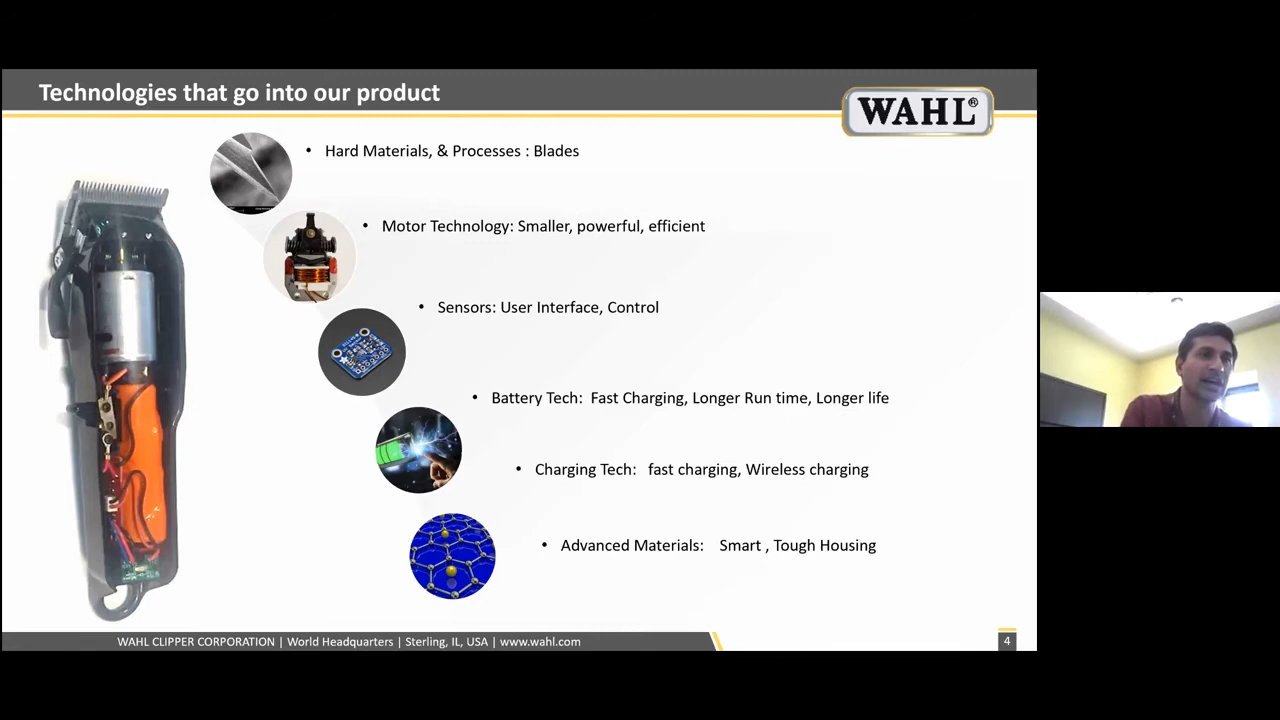 Technologies that go into our product
WAHL®
• Hard Materials, & Processes : Blades
• Motor Technology: Smaller, powerful, efficient
• Sensors: User Interface, Control
• Battery Tech: Fast Charging, Longer Run time, Longer life
• Charging Tech: fast charging, Wireless charging
• Advanced Materials: Smart , Tough Housing
WAHL CLIPPER CORPORATION | World Headquarters | Sterling, IL, USA | www.wahl.com
4